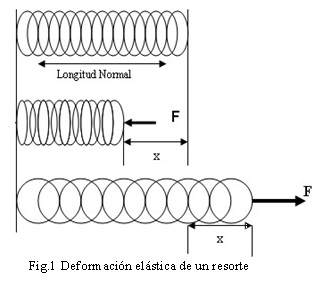 Longitud Normal
F
x
F
x
Fig.1 Deformación elástica de un resorte